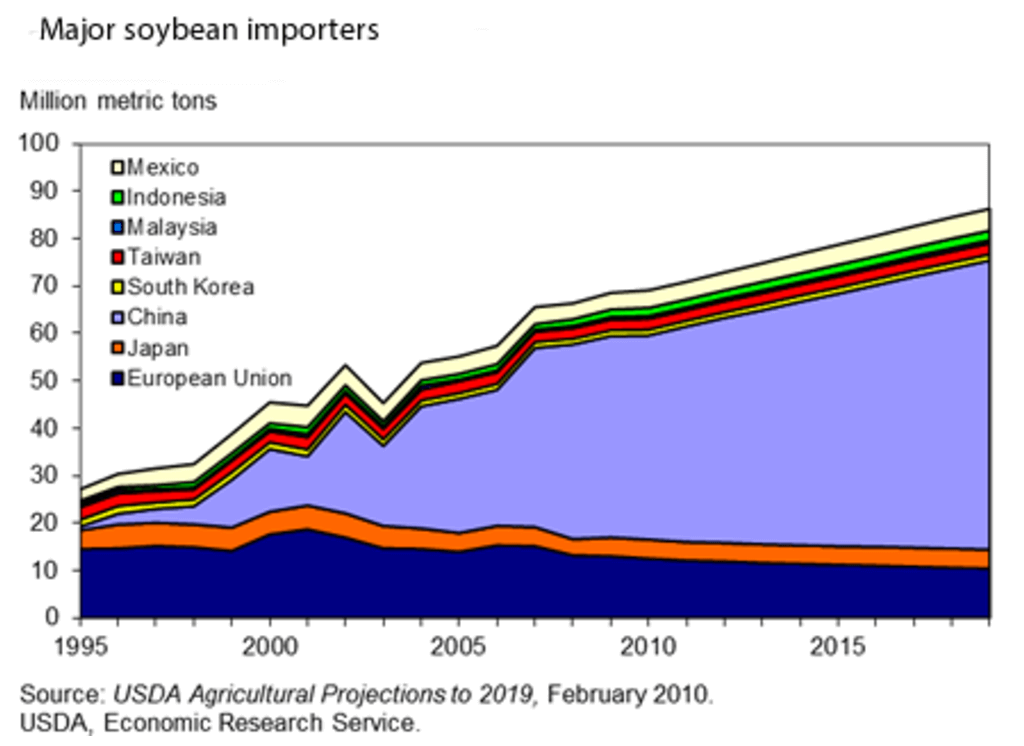 Major soybean importers
Million metric tons
100
90
80
70
60
50
40
30
20
10
0
Mexico
Indonesia
Malaysia
Taiwan
South Korea
China
Japan
European Union
1995 2000 2005 2010 2015
Source: USDA Agricultural Projections to 2019, February 2010.
USDA, Economic Research Service.